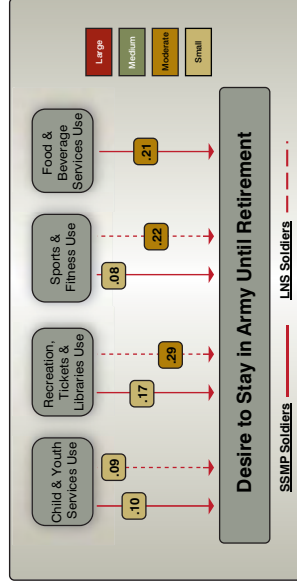 Child & Youth
Services Use
Recreation,
Tickets &
Libraries Use
Sports &
Fitness Use
Food &
Beverage
Services Use
Large
Medium
Moderate
Small
.10
.09
.17
.29
.08
.22
.21
Desire to Stay in Army Until Retirement
SSMP Soldiers
LNS Soldiers